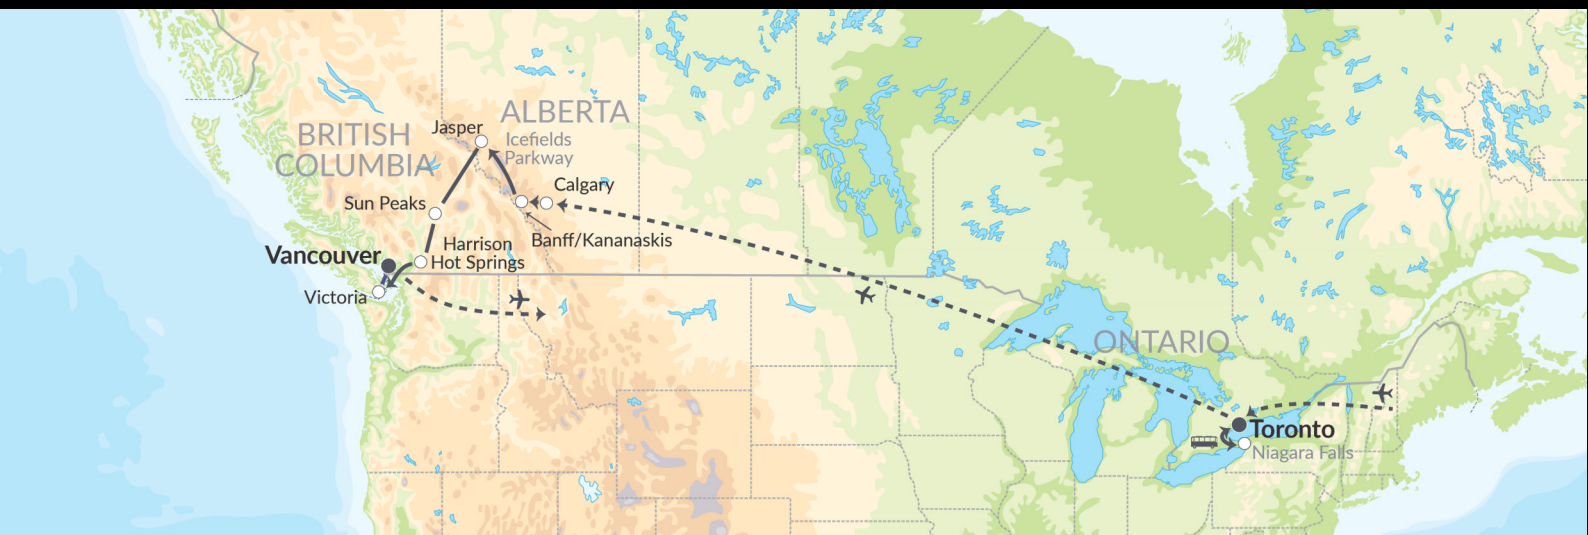 ALBERTA
Jasper
Icefields
Parkway
BRITISH
COLUMBIA
Calgary
Sun Peaks
Banff/Kananaskis
Harrison
Hot Springs
Vancouver
Victoria
ONTARIO
Toronto
Niagara Falls